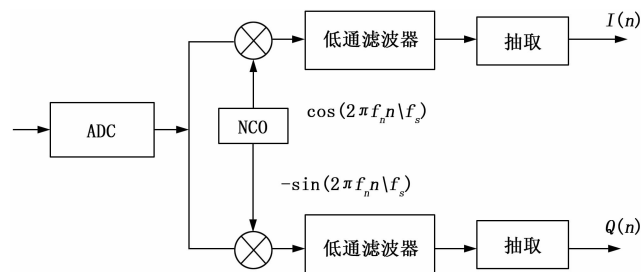 I(n)
低通滤波器
抽取
ADC
NCO
cos(2πfₙn\fₛ)
-sin(2πfₙn\fₛ)
Q(n)
低通滤波器
抽取